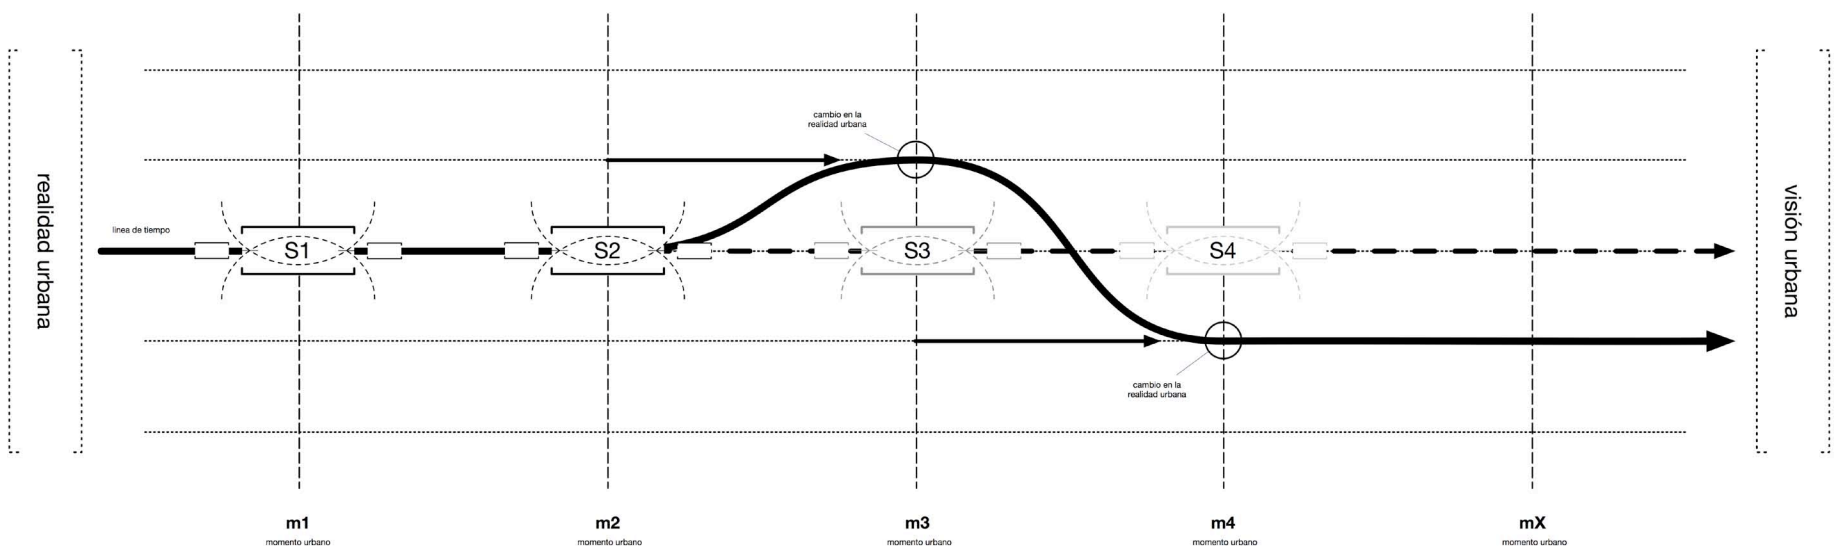 cambio en la
realidad urbana
realidad urbana
visión urbana
linea de tiempo
S1
S2
S3
S4
cambio en la
realidad urbana
m1
m2
m3
m4
mX
momento urbano
momento urbano
momento urbano
momento urbano
momento urbano